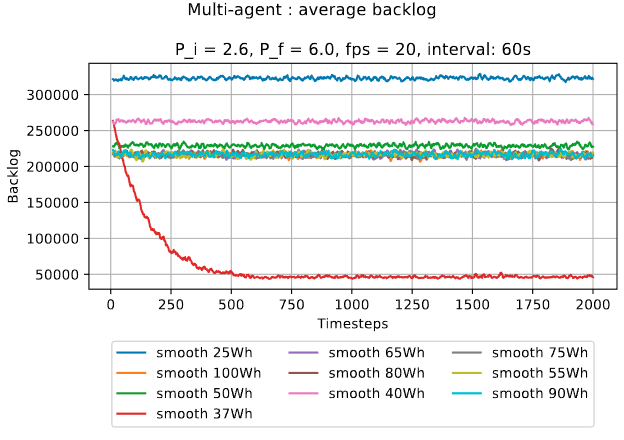 Multi-agent : average backlog
P_i = 2.6, P_f = 6.0, fps = 20, interval: 60s
300000
250000
200000
150000
100000
50000
Backlog
0 250 500 750 1000 1250 1500 1750 2000
Timesteps
smooth 25Wh smooth 65Wh smooth 75Wh
smooth 100Wh smooth 80Wh smooth 55Wh
smooth 50Wh smooth 40Wh smooth 90Wh
smooth 37Wh